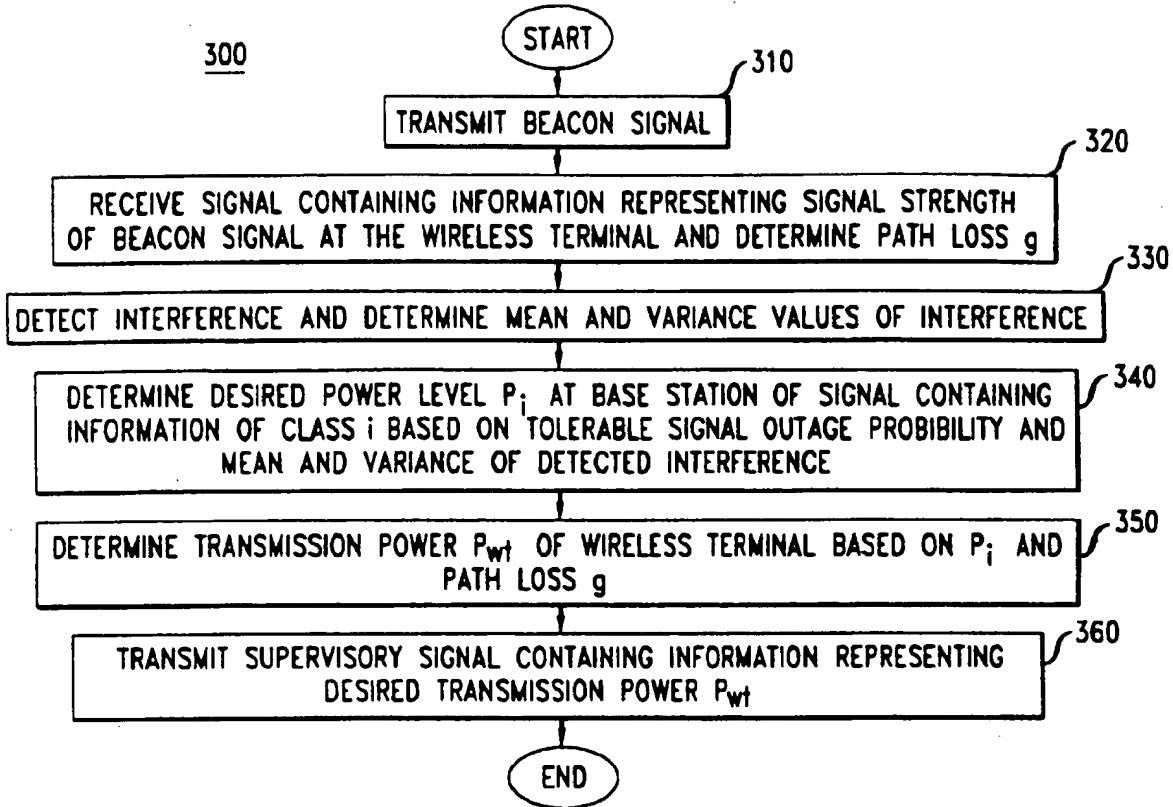 300
START
310
TRANSMIT BEACON SIGNAL
320
RECEIVE SIGNAL CONTAINING INFORMATION REPRESENTING SIGNAL STRENGTH
OF BEACON SIGNAL AT THE WIRELESS TERMINAL AND DETERMINE PATH LOSS g
330
DETECT INTERFERENCE AND DETERMINE MEAN AND VARIANCE VALUES OF INTERFERENCE
340
DETERMINE DESIRED POWER LEVEL Pi AT BASE STATION OF SIGNAL CONTAINING
INFORMATION OF CLASS i BASED ON TOLERABLE SIGNAL OUTAGE PROBIBILITY AND
MEAN AND VARIANCE OF DETECTED INTERFERENCE
350
DETERMINE TRANSMISSION POWER Pwt OF WIRELESS TERMINAL BASED ON Pi AND
PATH LOSS g
360
TRANSMIT SUPERVISORY SIGNAL CONTAINING INFORMATION REPRESENTING
DESIRED TRANSMISSION POWER Pwt
END